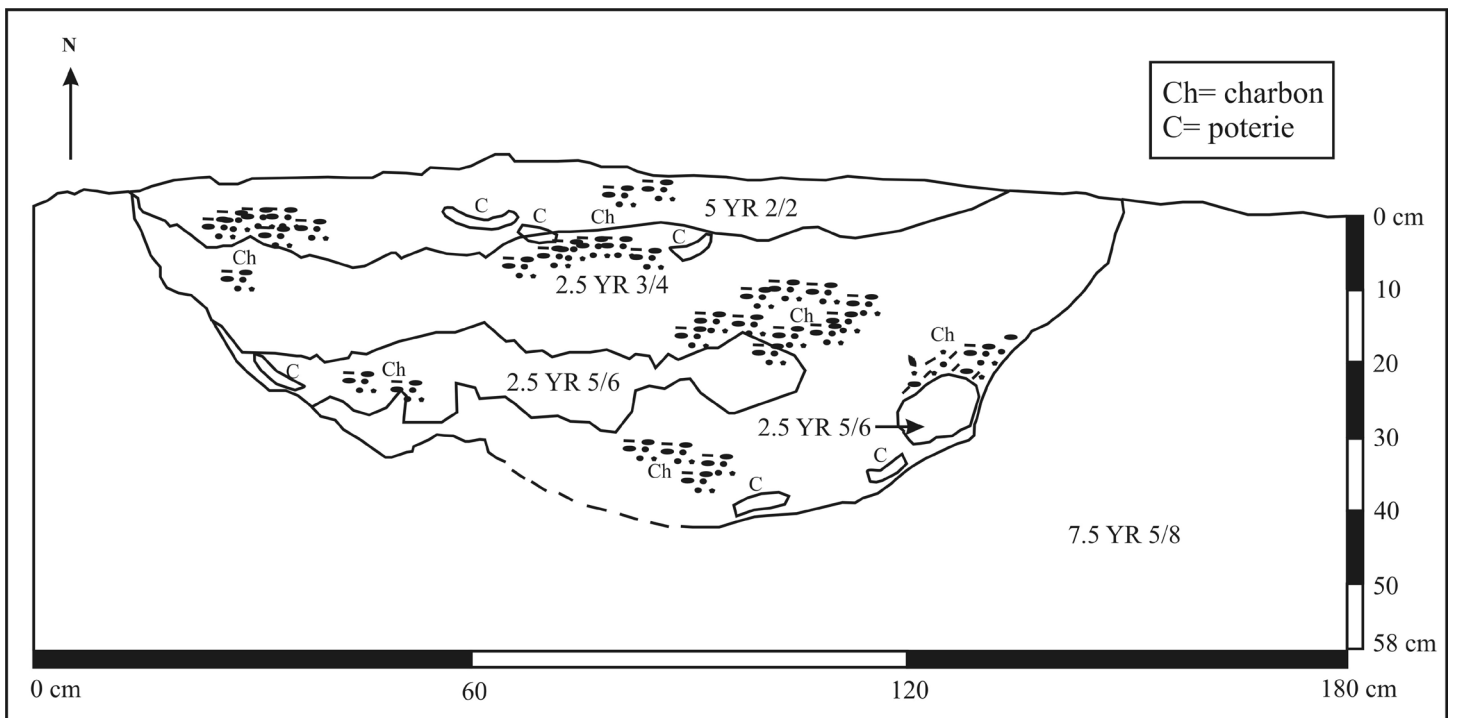 N
Ch= charbon
C= poterie
C
C
Ch
5 YR 2/2
C
0 cm
Ch
2.5 YR 3/4
10
Ch
Ch
20
C
Ch
2.5 YR 5/6
2.5 YR 5/6
30
Ch
C
C
40
7.5 YR 5/8
50
58 cm
0 cm
60
120
180 cm